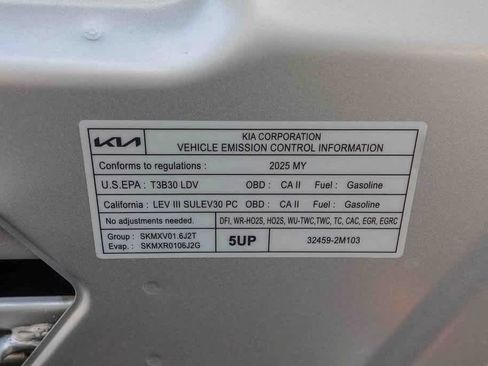 KIA
KIA CORPORATION
VEHICLE EMISSION CONTROL INFORMATION
Conforms to regulations : 2025 MY
U.S.EPA : T3B30 LDV OBD : CA II Fuel : Gasoline
California : LEV III SULEV30 PC OBD : CA II Fuel : Gasoline
No adjustments needed. DFI, WR-HO2S, HO2S, WU-TWC,TWC, TC, CAC, EGR, EGRC
Group : SKMXV01.6J2T
Evap. : SKMXR0106J2G
5UP
32459-2M103